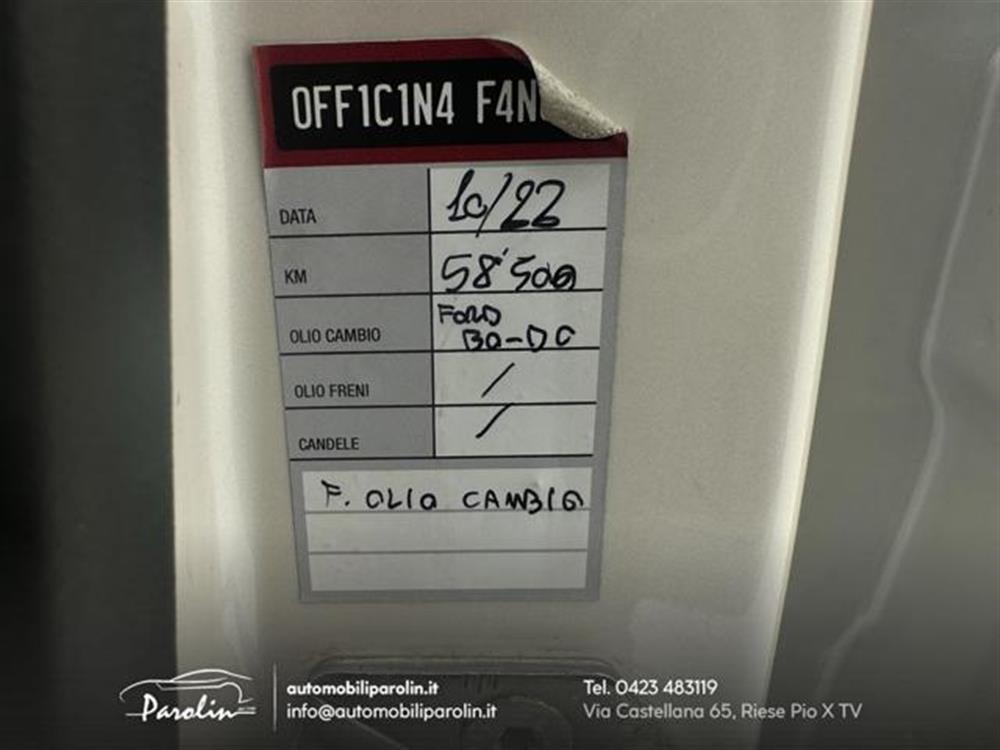 OFF1C1N4 F4N
DATA 10/22
KM 58'500
OLIO CAMBIO FORD BO-DC
OLIO FRENI /
CANDELE /
F. OLIO CAMBIO
Parolin
automobiliparolin.it
info@automobiliparolin.it
Tel. 0423 483119
Via Castellana 65, Riese Pio X TV